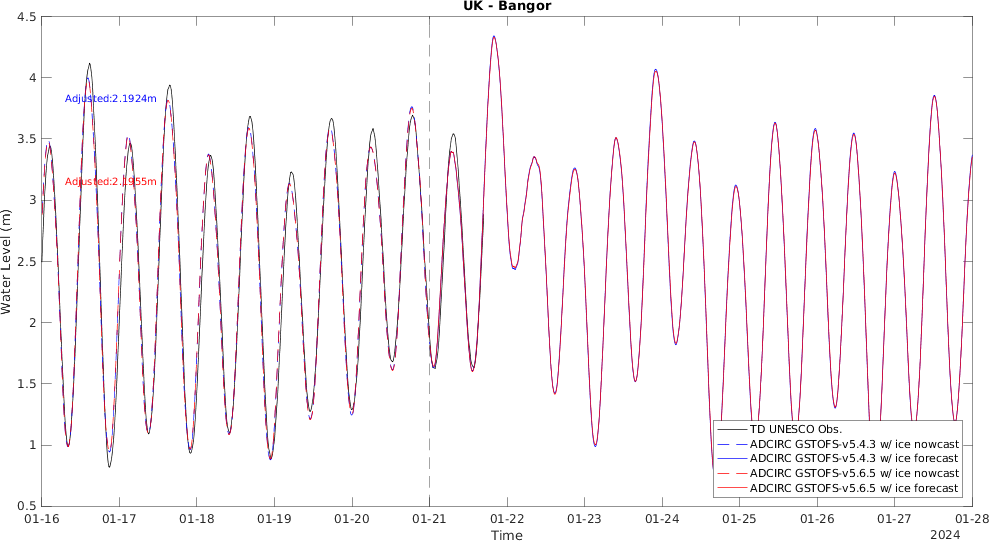 UK - Bangor
4.5
4
3.5
3
2.5
2
1.5
1
0.5
Water Level (m)
Adjusted:2.1924m
Adjusted:2.1955m
TD UNESCO Obs.
ADCIRC GSTOFS-v5.4.3 w/ ice nowcast
ADCIRC GSTOFS-v5.4.3 w/ ice forecast
ADCIRC GSTOFS-v5.6.5 w/ ice nowcast
ADCIRC GSTOFS-v5.6.5 w/ ice forecast
01-16 01-17 01-18 01-19 01-20 01-21 01-22 01-23 01-24 01-25 01-26 01-27 01-28
Time
2024